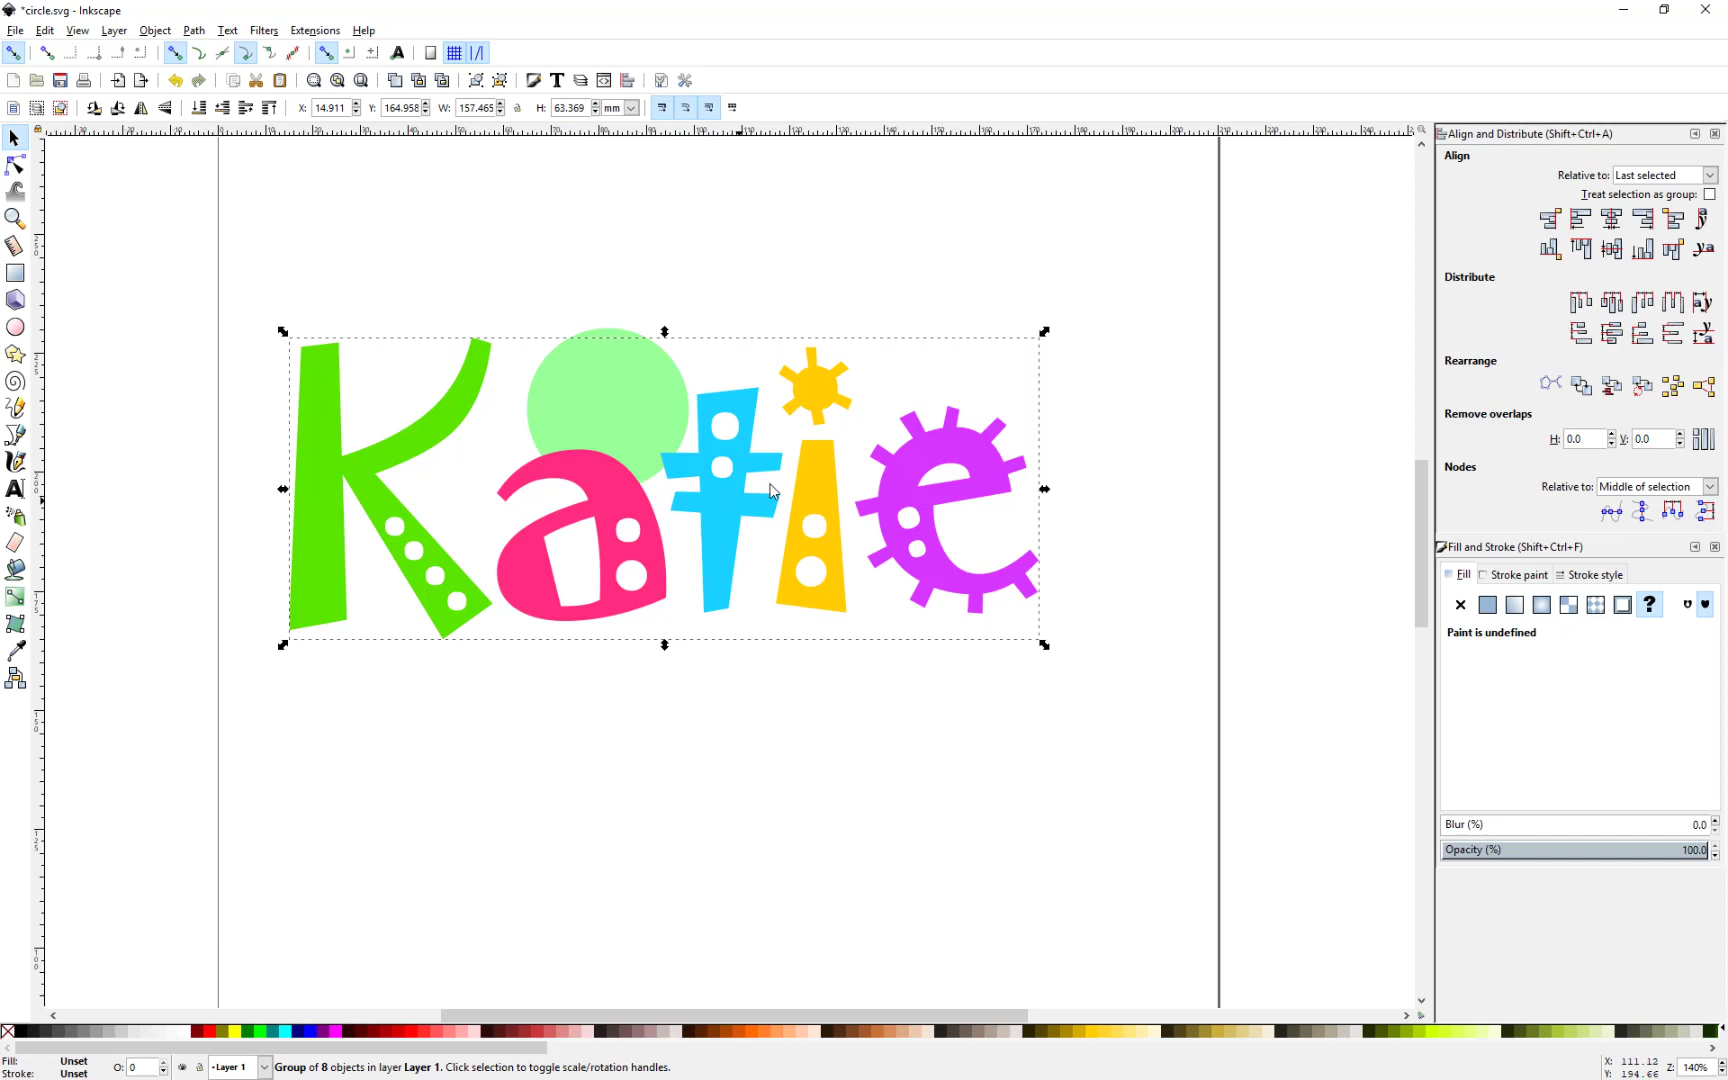 *circle.svg - Inkscape
File Edit View Layer Object Path Text Filters Extensions Help
X: 14.911 Y: 164.958 W: 157.465 H: 63.369 mm
Align and Distribute (Shift+Ctrl+A)
Align
Relative to: Last selected
Treat selection as group:
Distribute
Rearrange
Remove overlaps
H: 0.0 V: 0.0
Nodes
Relative to: Middle of selection
Fill and Stroke (Shift+Ctrl+F)
Fill Stroke paint Stroke style
Paint is undefined
Blur (%) 0.0
Opacity (%) 100.0
Katie
Fill: Unset
Stroke: Unset
O: 0
Layer 1
Group of 8 objects in layer Layer 1. Click selection to toggle scale/rotation handles.
X: 111.12
Y: 194.66
Z: 140%